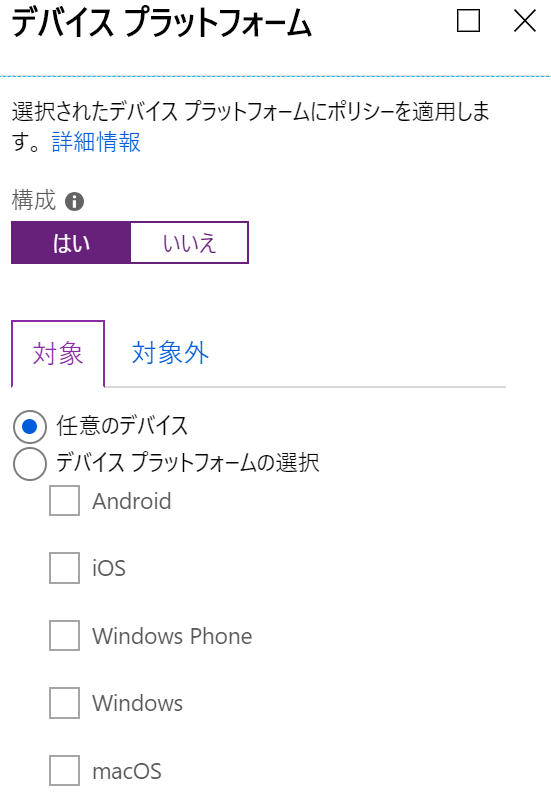 デバイス プラットフォーム
選択されたデバイス プラットフォームにポリシーを適用しま
す。詳細情報
構成
はい いいえ
対象 対象外
任意のデバイス
デバイス プラットフォームの選択
Android
iOS
Windows Phone
Windows
macOS